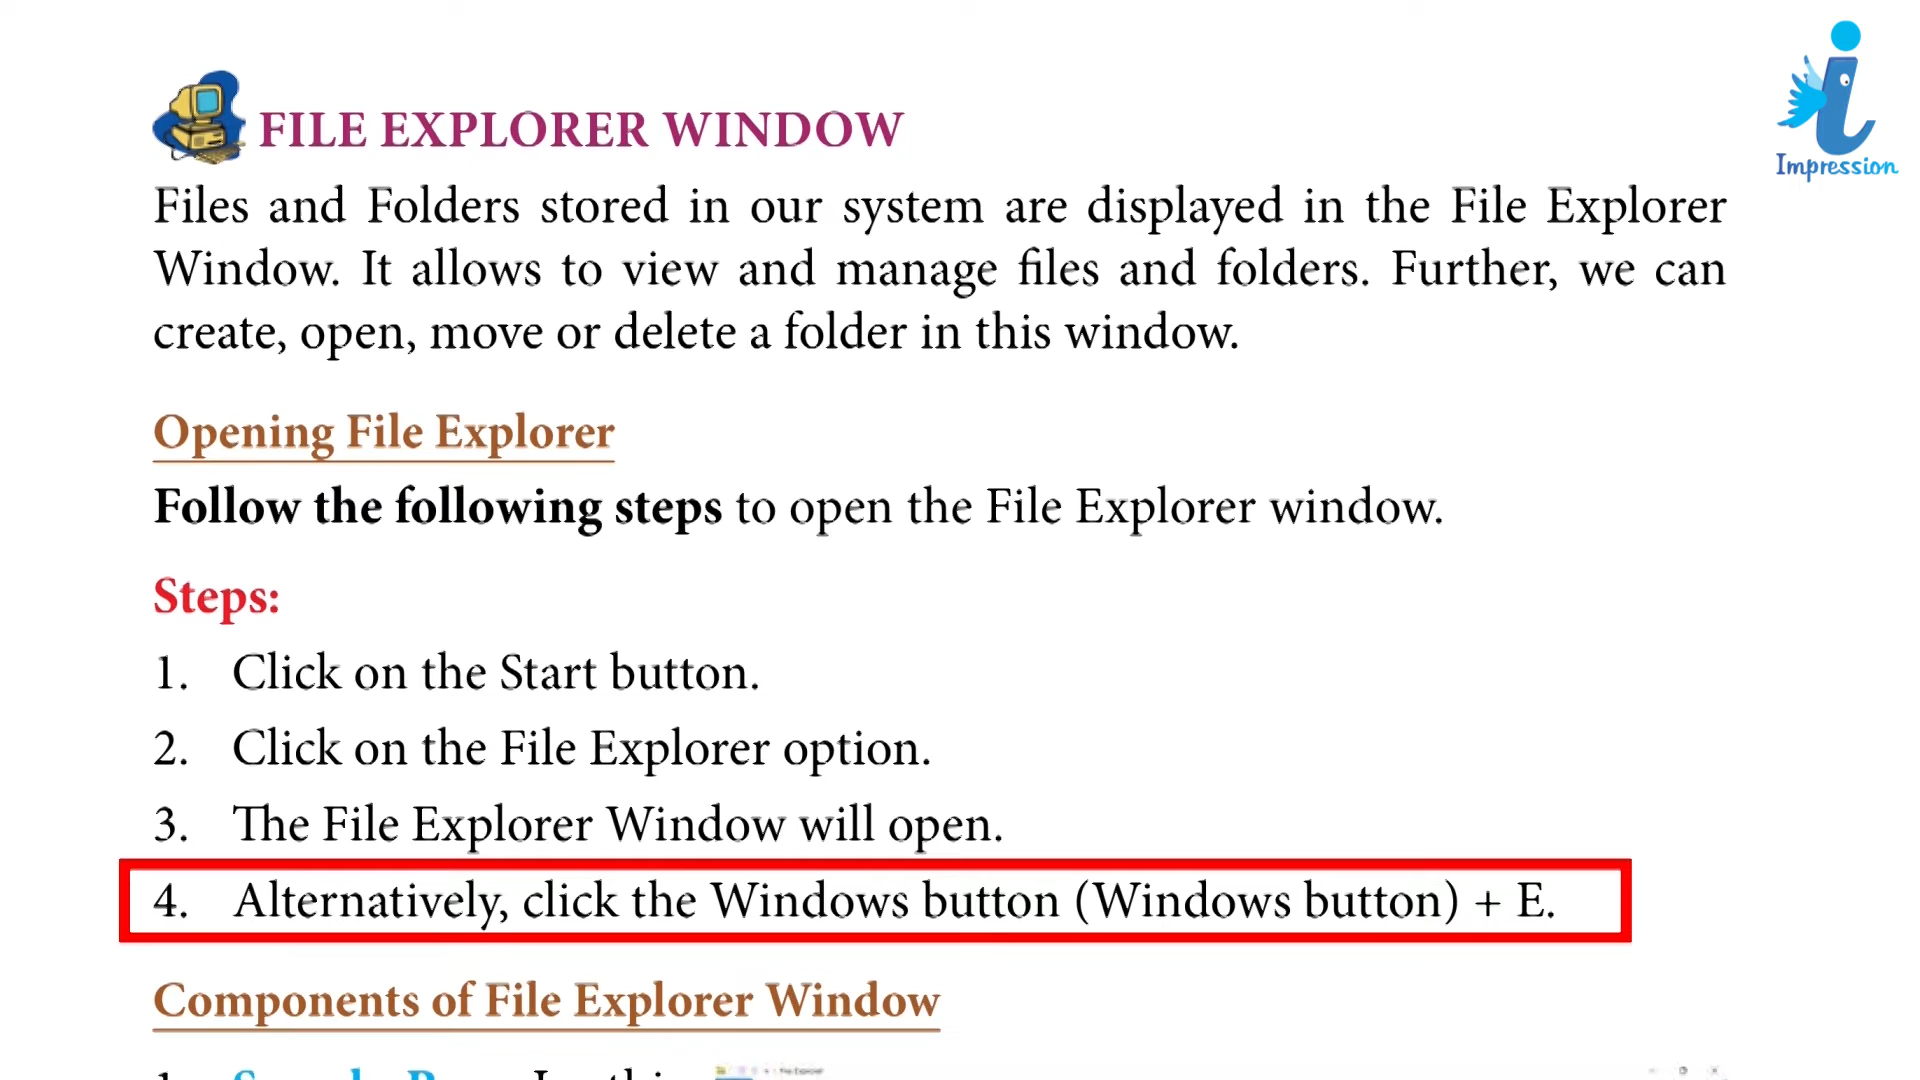 Impression
FILE EXPLORER WINDOW
Files and Folders stored in our system are displayed in the File Explorer
Window. It allows to view and manage files and folders. Further, we can
create, open, move or delete a folder in this window.
Opening File Explorer
Follow the following steps to open the File Explorer window.
Steps:
1. Click on the Start button.
2. Click on the File Explorer option.
3. The File Explorer Window will open.
4. Alternatively, click the Windows button (Windows button) + E.
Components of File Explorer Window